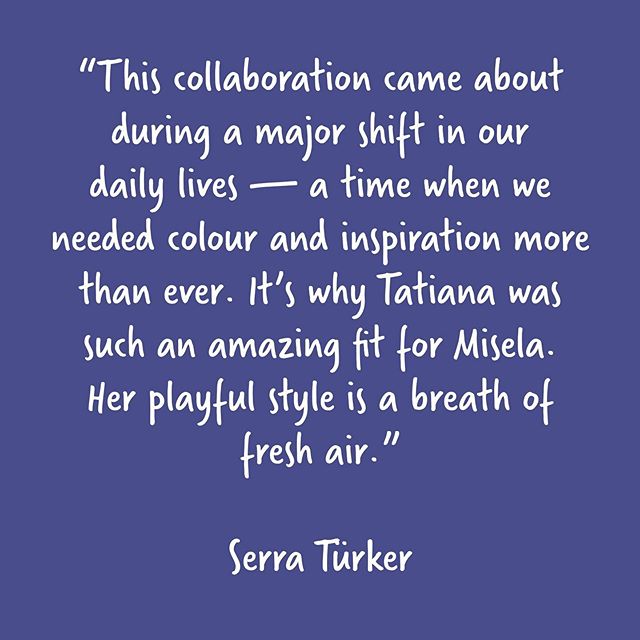 “This collaboration came about
during a major shift in our
daily lives — a time when we
needed colour and inspiration more
than ever. It’s why Tatiana was
such an amazing fit for Misela.
Her playful style is a breath of
fresh air.”
Serra Türker